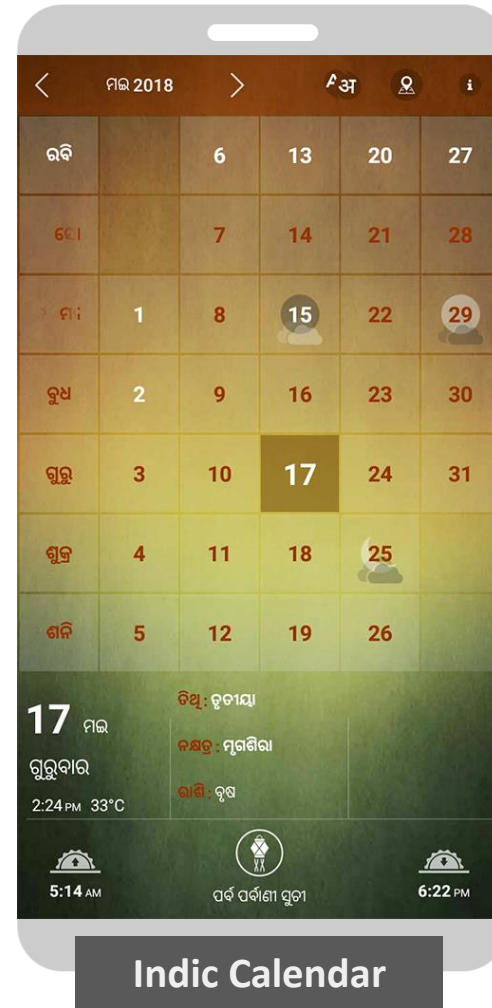 ମଇ 2018 अ i
ରବି 6 13 20 27
7 14 21 28
1 8 15 22 29
ବୁଧ 2 9 16 23 30
ଗୁରୁ 3 10 17 24 31
ଶୁକ୍ର 4 11 18 25
ଶନି 5 12 19 26
ତିଥି : ତୃତୀୟା
17 ମଇ
ନକ୍ଷତ୍ର : ମୃଗଶିରା
ଗୁରୁବାର
ରାଶି : ବୃଷ
2:24 PM 33°C
5:14 AM ପର୍ବ ପର୍ବାଣୀ ସୁଚୀ 6:22 PM
Indic Calendar